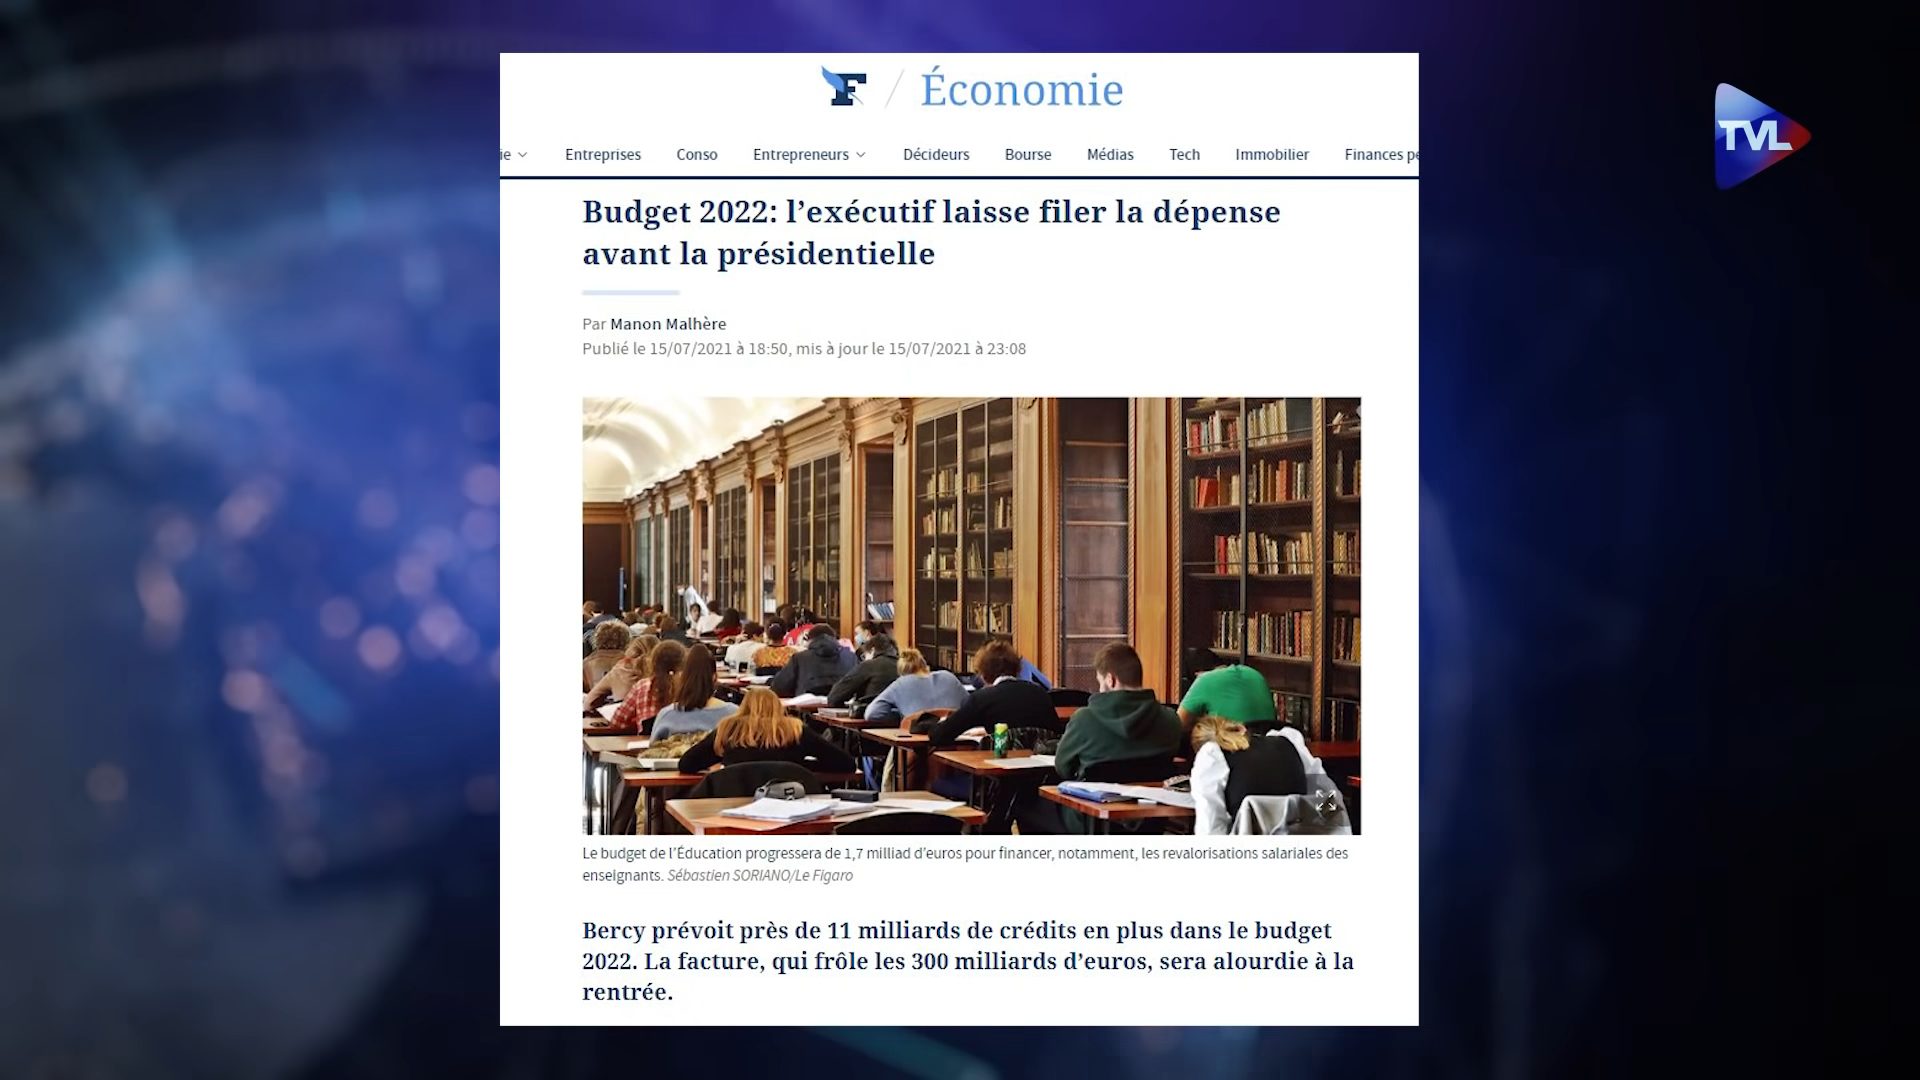 F / Économie
TVL
ie Entreprises Conso Entrepreneurs Décideurs Bourse Médias Tech Immobilier Finances pe
Budget 2022: l’exécutif laisse filer la dépense
avant la présidentielle
Par Manon Malhère
Publié le 15/07/2021 à 18:50, mis à jour le 15/07/2021 à 23:08
Le budget de l’Éducation progressera de 1,7 milliad d’euros pour financer, notamment, les revalorisations salariales des
enseignants. Sébastien SORIANO/Le Figaro
Bercy prévoit près de 11 milliards de crédits en plus dans le budget
2022. La facture, qui frôle les 300 milliards d’euros, sera alourdie à la
rentrée.